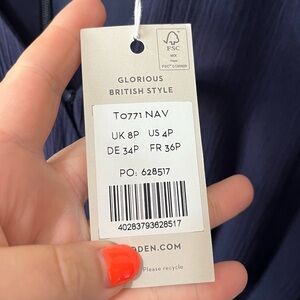 FSC
MIX
GLORIOUS
BRITISH STYLE
T0771 NAV
UK 8P US 4P
DE 34P FR 36P
PO: 628517
40283793628517
DEN.COM
Please recycle